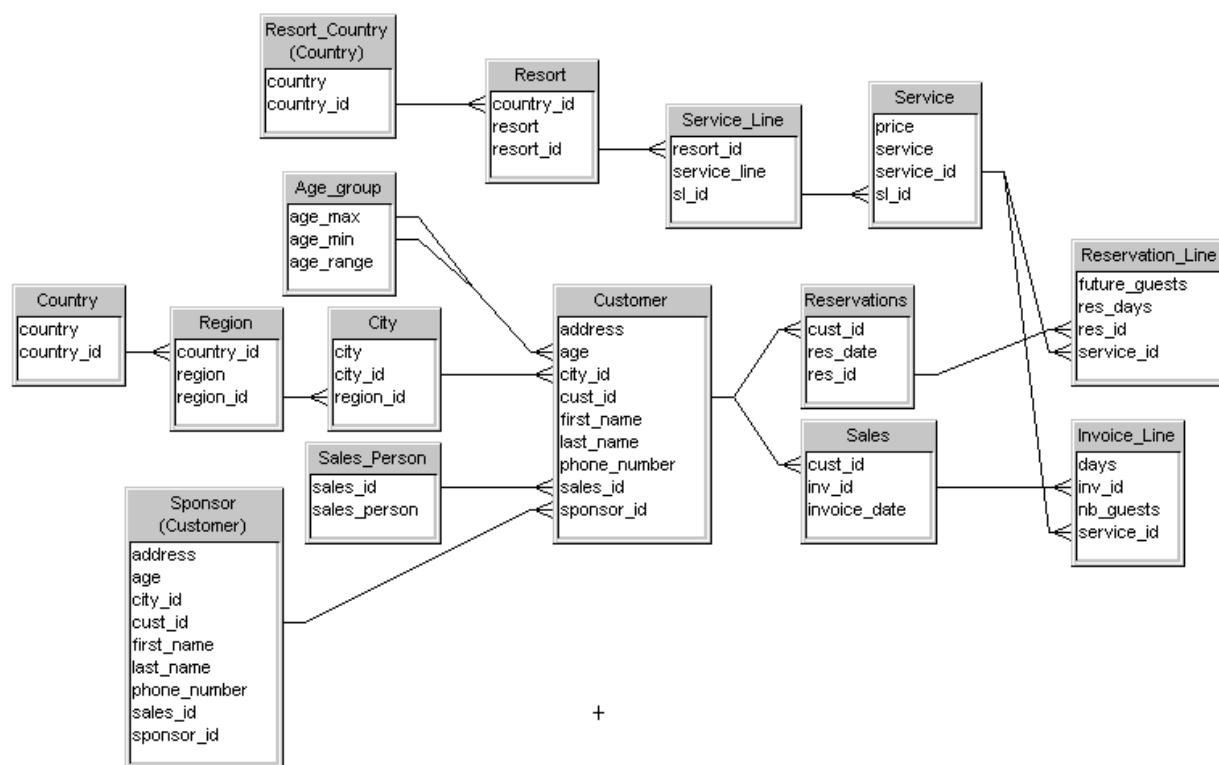 Resort_Country
(Country)
country
country_id
Resort
country_id
resort
resort_id
Service_Line
resort_id
service_line
sl_id
Service
price
service
service_id
sl_id
Age_group
age_max
age_min
age_range
Country
country
country_id
Region
country_id
region
region_id
City
city
city_id
region_id
Customer
address
age
city_id
cust_id
first_name
last_name
phone_number
sales_id
sponsor_id
Reservations
cust_id
res_date
res_id
Reservation_Line
future_guests
res_days
res_id
service_id
Sales_Person
sales_id
sales_person
Sales
cust_id
inv_id
invoice_date
Invoice_Line
days
inv_id
nb_guests
service_id
Sponsor
(Customer)
address
age
city_id
cust_id
first_name
last_name
phone_number
sales_id
sponsor_id